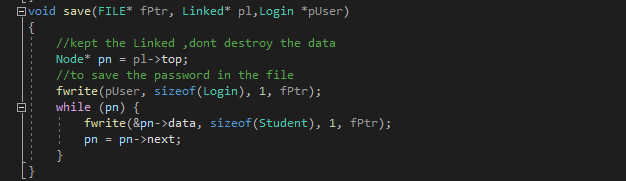 void save(FILE* fPtr, Linked* pl,Login *pUser)
{
//kept the Linked ,dont destroy the data
Node* pn = pl->top;
//to save the password in the file
fwrite(pUser, sizeof(Login), 1, fPtr);
while (pn) {
fwrite(&pn->data, sizeof(Student), 1, fPtr);
pn = pn->next;
}
}